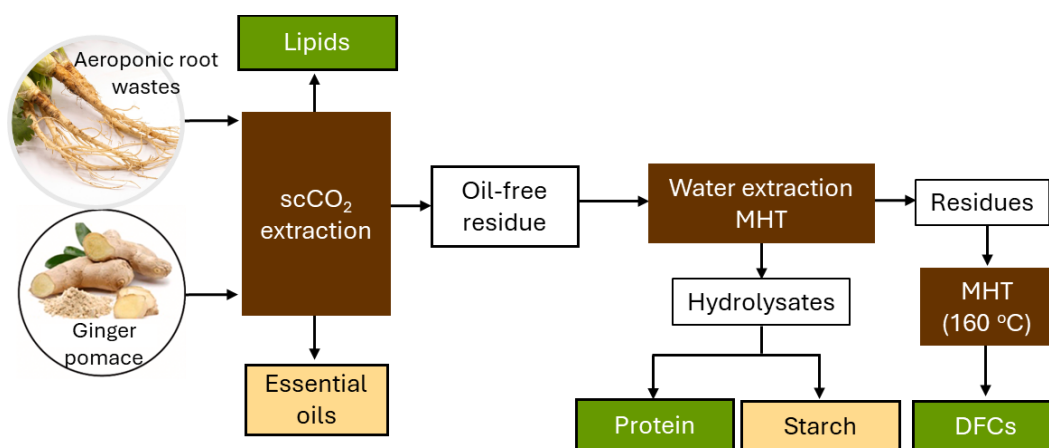 Lipids
Aeroponic root
wastes
scCO₂
extraction
Oil-free
residue
Water extraction
MHT
Residues
Hydrolysates
MHT
(160 ºC)
Ginger
pomace
Essential
oils
Protein
Starch
DFCs